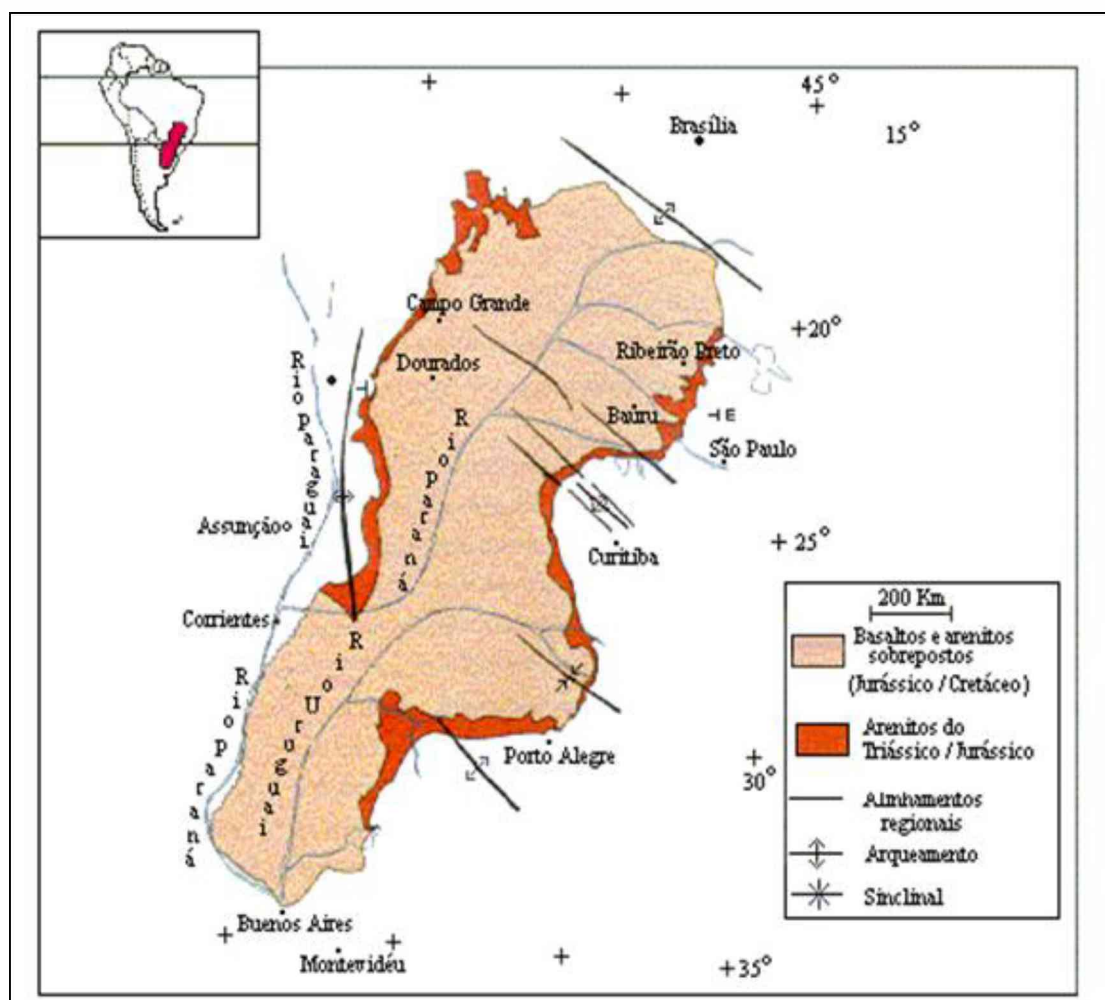 45°
Brasília
15°
Campo Grande
+20°
Ribeirão Preto
Dourados
Rio Paraguai
Bauru
São Paulo
Rio Paraná
Assunção
+ 25°
Curitiba
200 Km
Corrientes
Basaltos e arenitos
sobrepostos
(Jurássico / Cretáceo)
Rio Uruguai
Rio Paraná
Arenitos do
Triássico / Jurássico
Porto Alegre
30°
Alinhamentos
regionais
Arqueamento
Sinclinal
Buenos Aires
Montevidéu
+35°